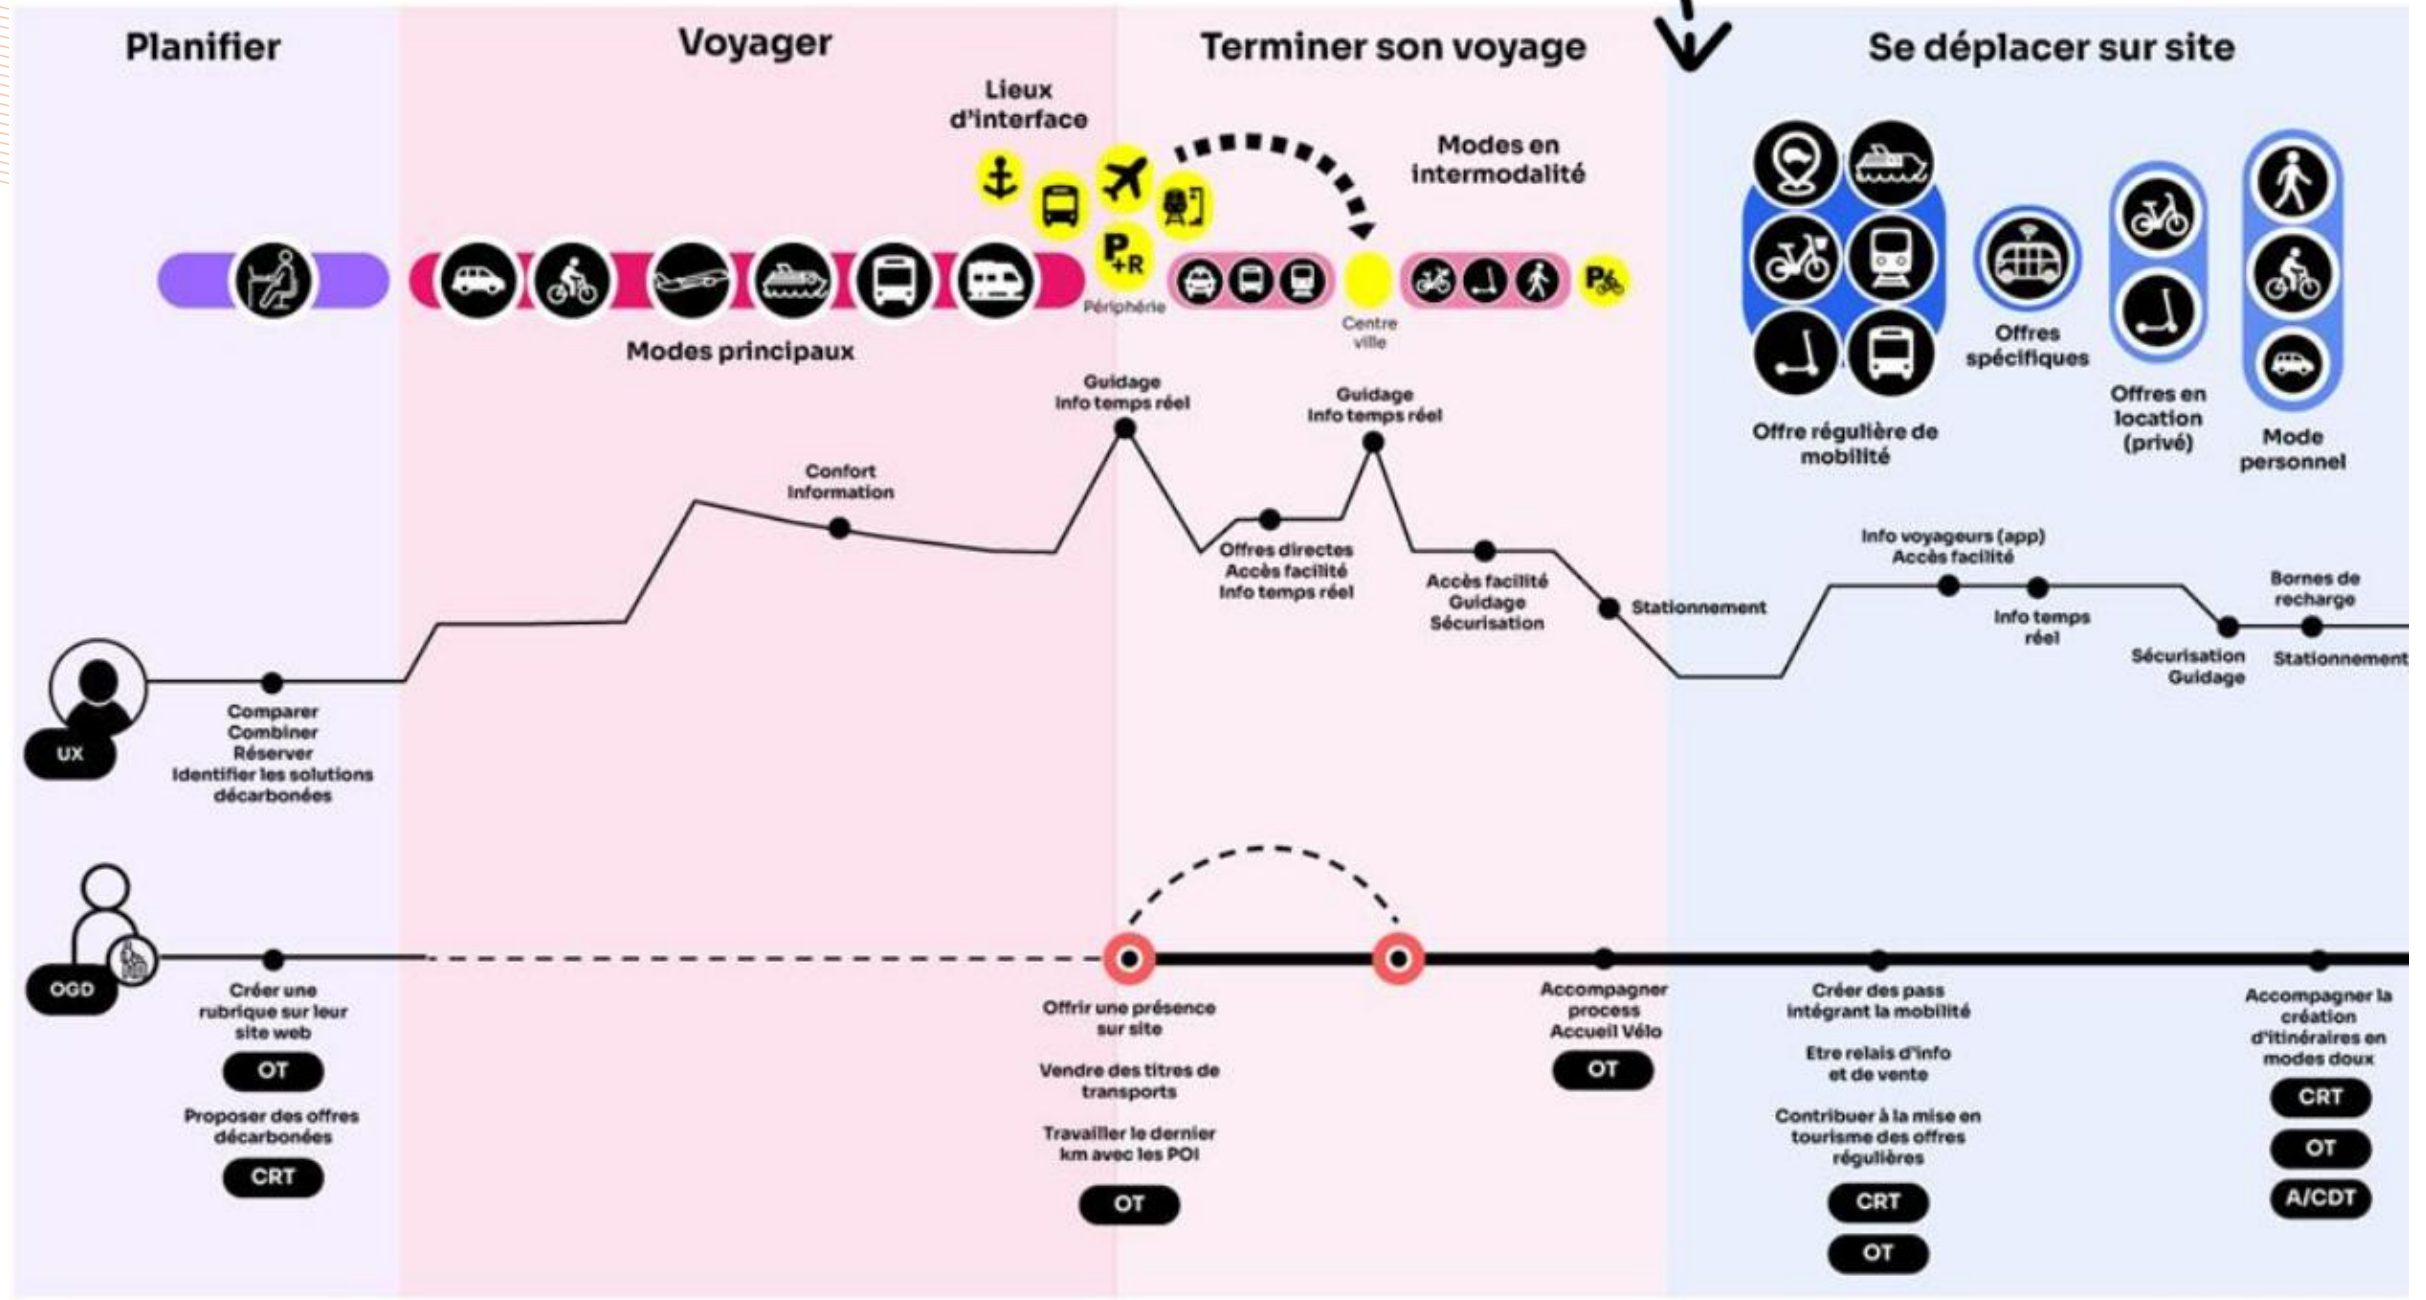 Planifier
Voyager
Terminer son voyage
Se déplacer sur site
Lieux
d'interface
Modes en
intermodalité
P
+R
Périphérie
P
Centre
ville
Modes principaux
Offres
spécifiques
Offres en
location
(privé)
Offre régulière de
mobilité
Mode
personnel
Guidage
Info temps réel
Guidage
Info temps réel
Confort
Information
Offres directes
Accès facilité
Info temps réel
Accès facilité
Guidage
Sécurisation
Stationnement
Info voyageurs (app)
Accès facilité
Info temps
réel
Bornes de
recharge
Sécurisation
Guidage
Stationnement
UX
Comparer
Combiner
Réserver
Identifier les solutions
décarbonées
OGD
Créer une
rubrique sur leur
site web
OT
Proposer des offres
décarbonées
CRT
Offrir une présence
sur site
Vendre des titres de
transports
Travailler le dernier
km avec les POI
OT
Accompagner
process
Accueil Vélo
OT
Créer des pass
intégrant la mobilité
Etre relais d'info
et de vente
Contribuer à la mise en
tourisme des offres
régulières
CRT
OT
Accompagner la
création
d'itinéraires en
modes doux
CRT
OT
A/CDT